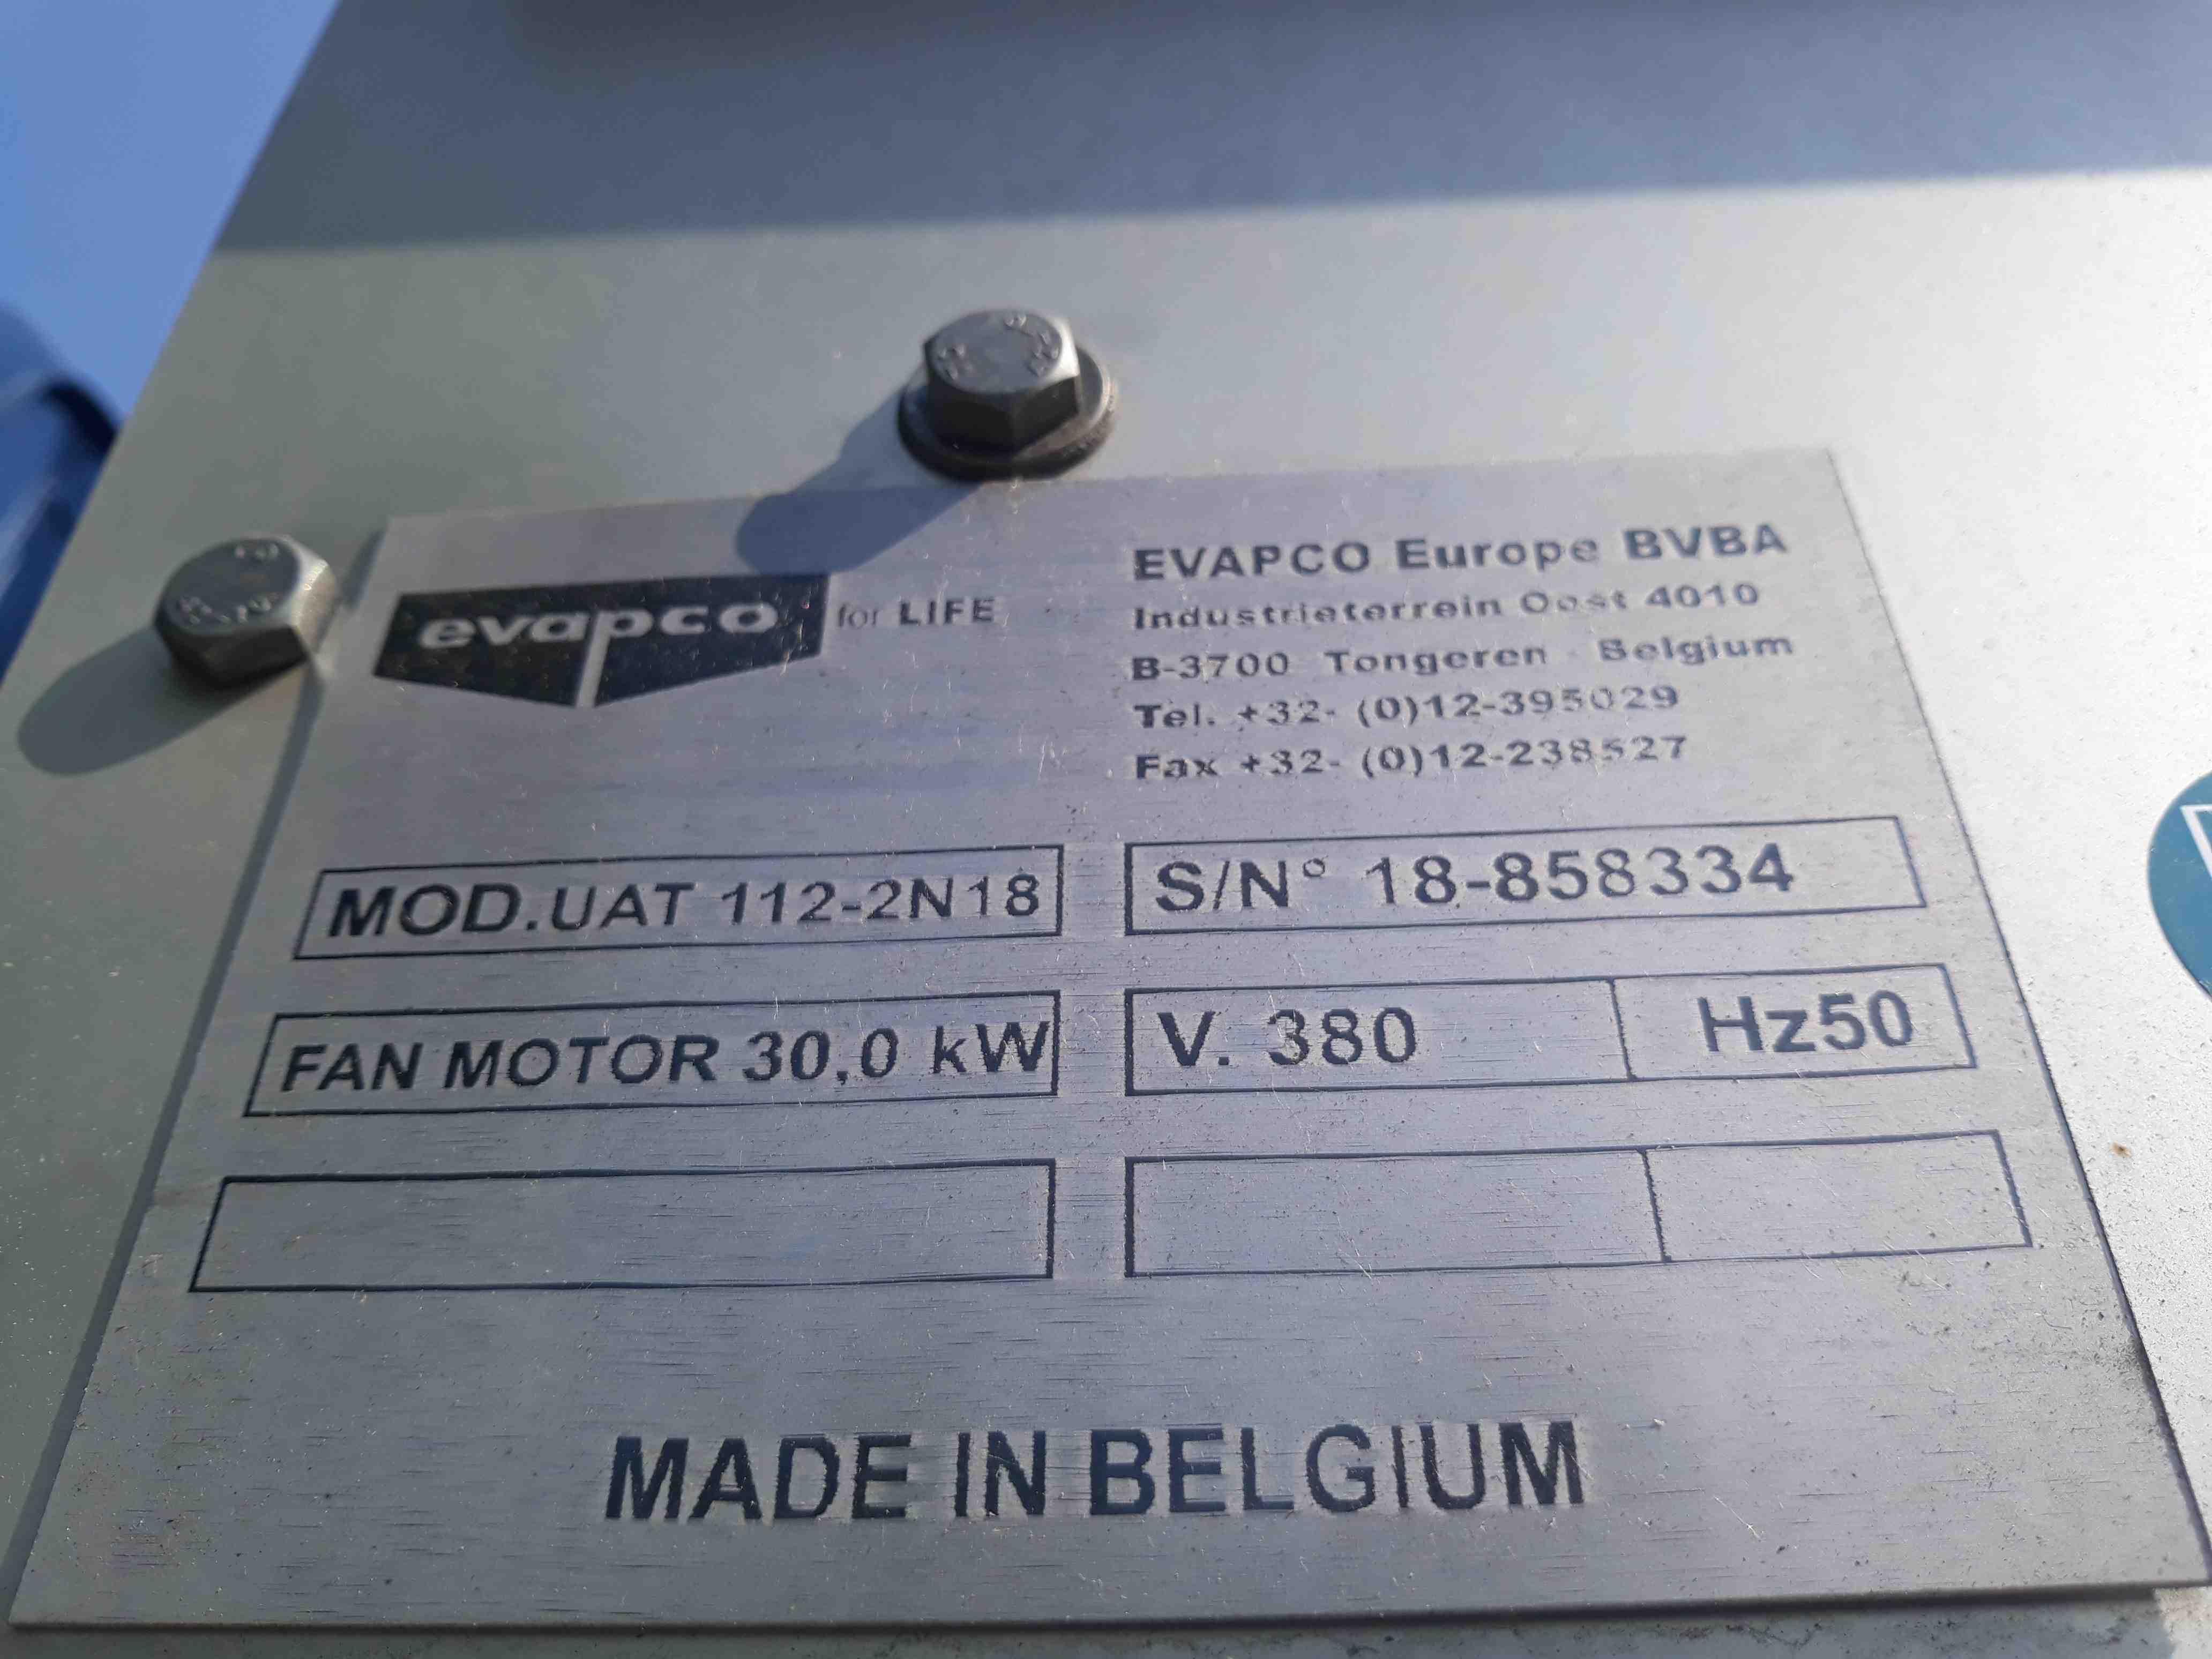 evapco for LIFE
EVAPCO Europe BVBA
Industrieterrein Oost 4010
B-3700 Tongeren - Belgium
Tel. +32- (0)12-395029
Fax +32- (0)12-238527
MOD.UAT 112-2N18
S/N° 18-858334
FAN MOTOR 30,0 kW
V. 380
Hz50
MADE IN BELGIUM